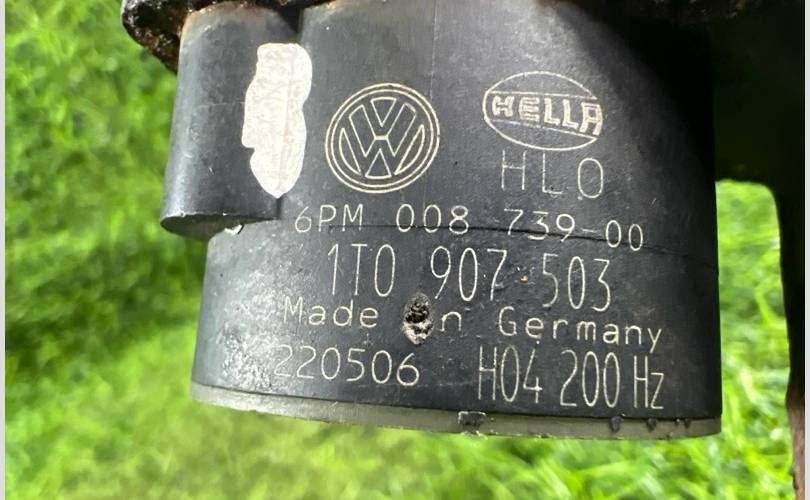 HELLA
HLO
6PM 008 739-00
1T0 907 503
Made in Germany
220506 H04 200 Hz